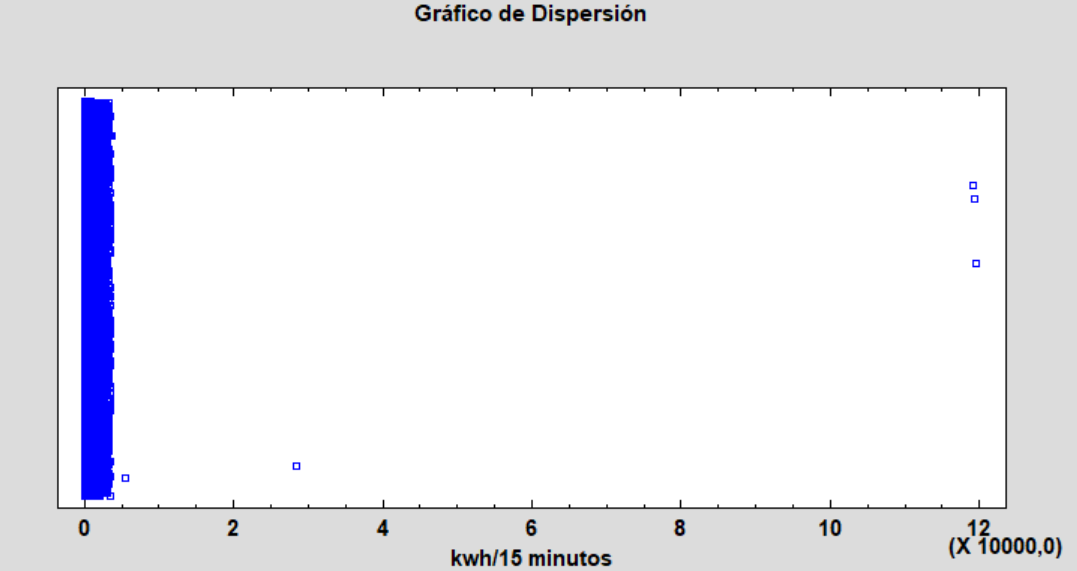 Gráfico de Dispersión
0 2 4 6 8 10 12
(X 10000,0)
kwh/15 minutos